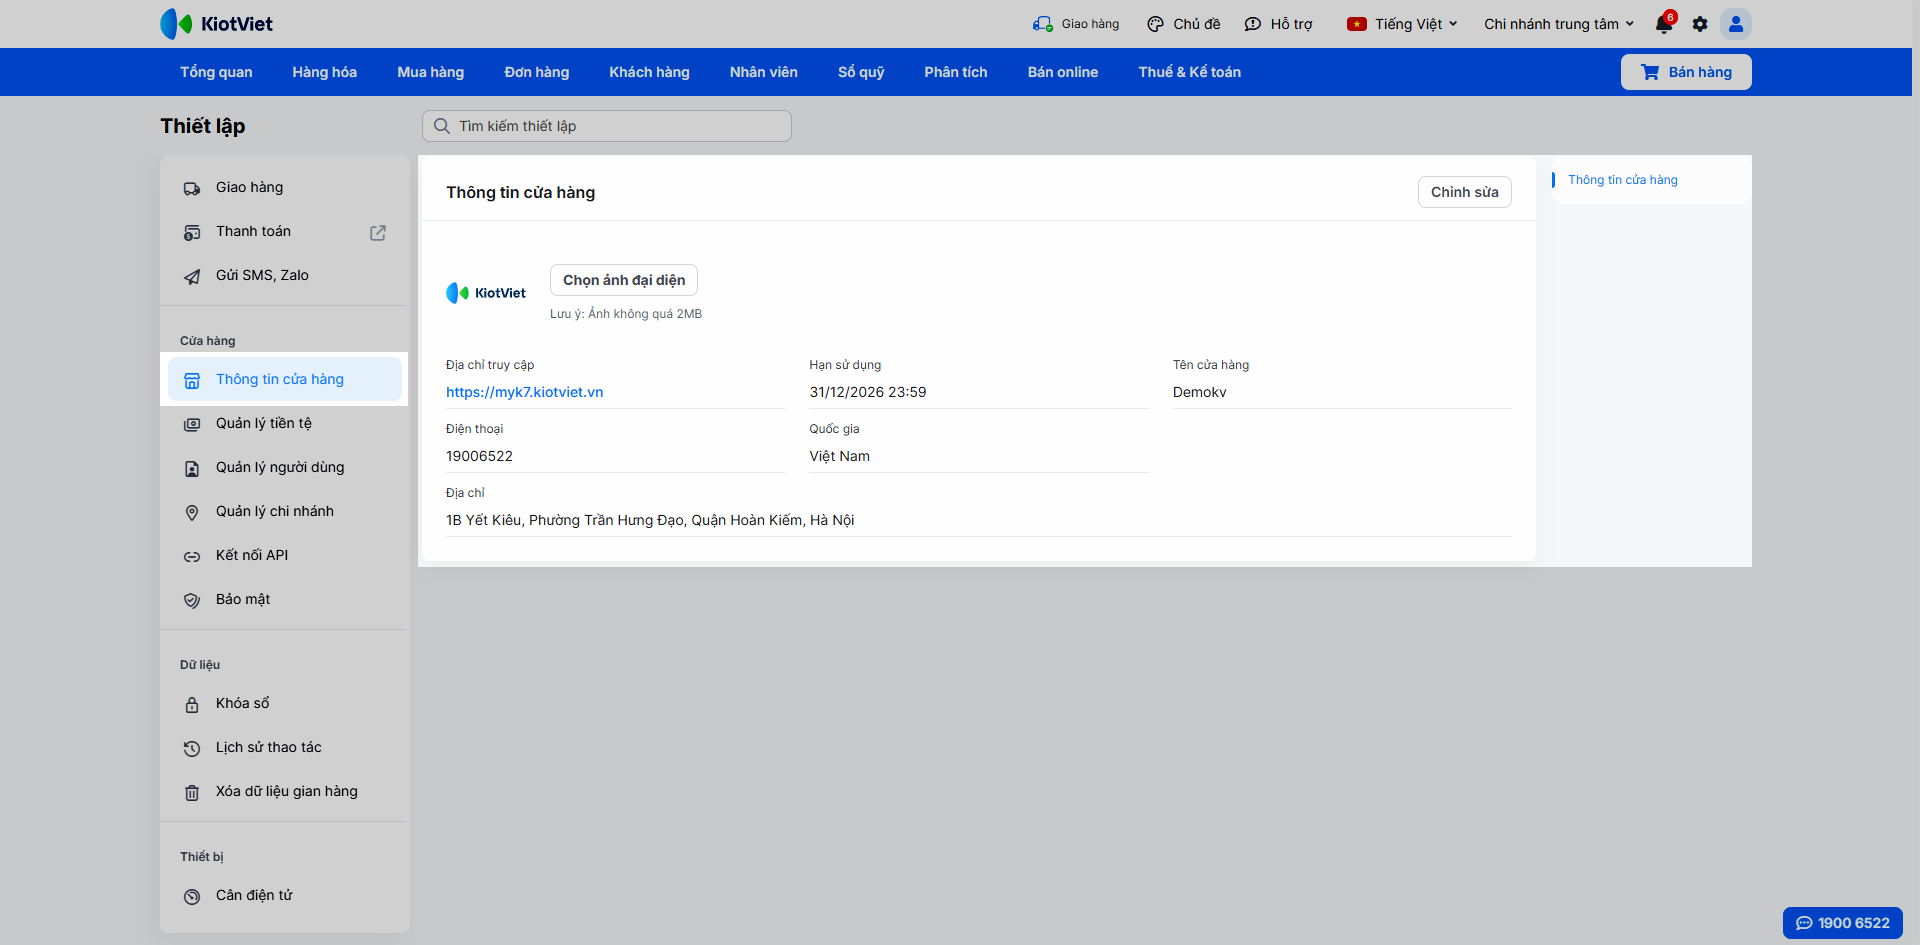 KiotViet
Giao hàng
Chủ đề
Hỗ trợ
Tiếng Việt
Chi nhánh trung tâm
6
Tổng quan
Hàng hóa
Mua hàng
Đơn hàng
Khách hàng
Nhân viên
Sổ quỹ
Phân tích
Bán online
Thuế & Kế toán
Bán hàng
Thiết lập
Tìm kiếm thiết lập
Giao hàng
Thanh toán
Gửi SMS, Zalo
Cửa hàng
Thông tin cửa hàng
Quản lý tiền tệ
Quản lý người dùng
Quản lý chi nhánh
Kết nối API
Bảo mật
Dữ liệu
Khóa sổ
Lịch sử thao tác
Xóa dữ liệu gian hàng
Thiết bị
Cân điện tử
Thông tin cửa hàng
Chỉnh sửa
KiotViet
Chọn ảnh đại diện
Lưu ý: Ảnh không quá 2MB
Địa chỉ truy cập
https://myk7.kiotviet.vn
Hạn sử dụng
31/12/2026 23:59
Tên cửa hàng
Demokv
Điện thoại
19006522
Quốc gia
Việt Nam
Địa chỉ
1B Yết Kiêu, Phường Trần Hưng Đạo, Quận Hoàn Kiếm, Hà Nội
Thông tin cửa hàng
1900 6522